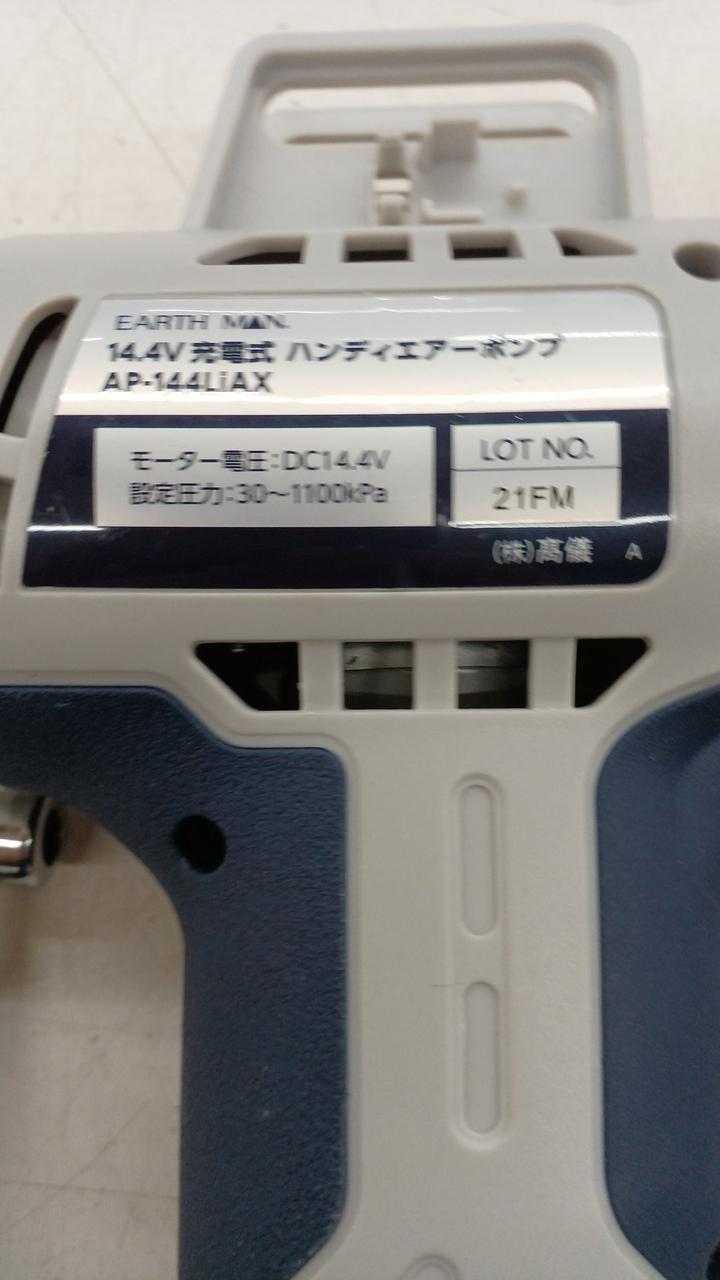 EARTH MAN.
14.4V 充電式 ハンディエアーポンプ
AP-144LiAX
モーター電圧:DC14.4V
設定圧力:30〜1100kPa
LOT NO.
21FM
(株)髙儀 A